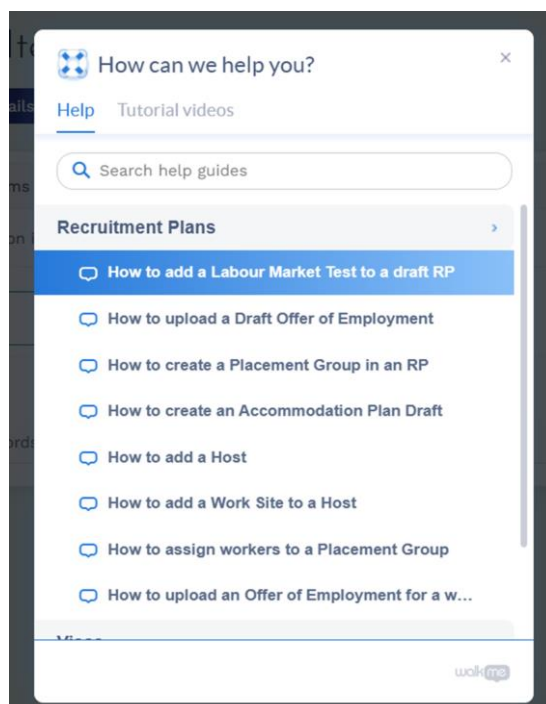 How can we help you?
Help Tutorial videos
Search help guides
Recruitment Plans
How to add a Labour Market Test to a draft RP
How to upload a Draft Offer of Employment
How to create a Placement Group in an RP
How to create an Accommodation Plan Draft
How to add a Host
How to add a Work Site to a Host
How to assign workers to a Placement Group
How to upload an Offer of Employment for a w...
walkme